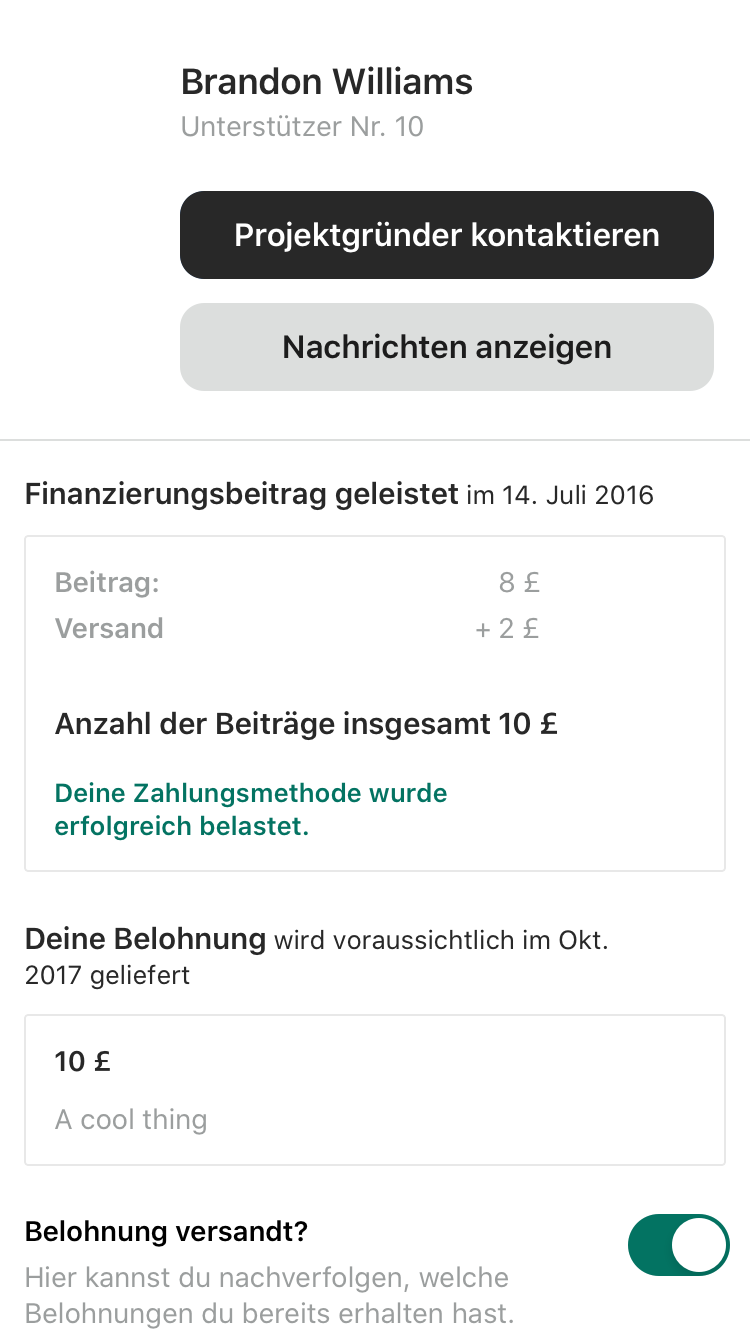 Brandon Williams
Unterstützer Nr. 10
Projektgründer kontaktieren
Nachrichten anzeigen
Finanzierungsbeitrag geleistet im 14. Juli 2016
Beitrag: 8 £
Versand + 2 £
Anzahl der Beiträge insgesamt 10 £
Deine Zahlungsmethode wurde
erfolgreich belastet.
Deine Belohnung wird voraussichtlich im Okt.
2017 geliefert
10 £
A cool thing
Belohnung versandt?
Hier kannst du nachverfolgen, welche
Belohnungen du bereits erhalten hast.